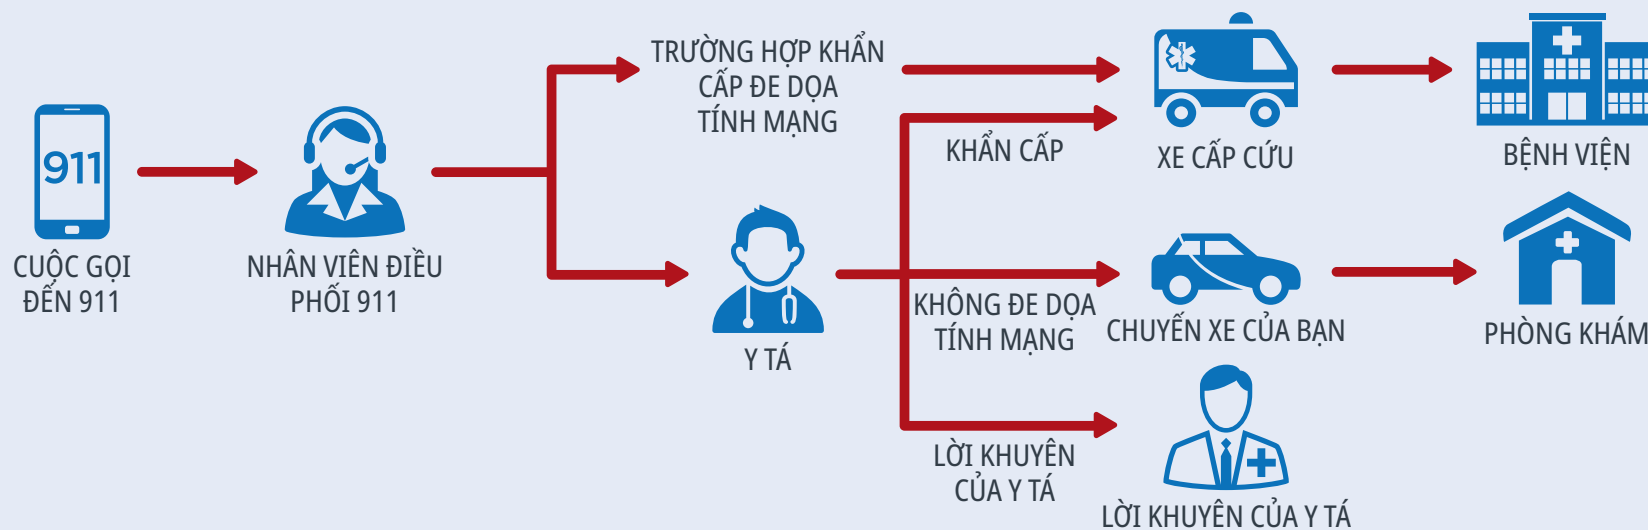 911
CUỘC GỌI
ĐẾN 911
NHÂN VIÊN ĐIỀU
PHỐI 911
TRƯỜNG HỢP KHẨN
CẤP ĐE DỌA
TÍNH MẠNG
Y TÁ
KHẨN CẤP
XE CẤP CỨU
BỆNH VIỆN
KHÔNG ĐE DỌA
TÍNH MẠNG
CHUYẾN XE CỦA BẠN
PHÒNG KHÁM
LỜI KHUYÊN
CỦA Y TÁ
LỜI KHUYÊN CỦA Y TÁ